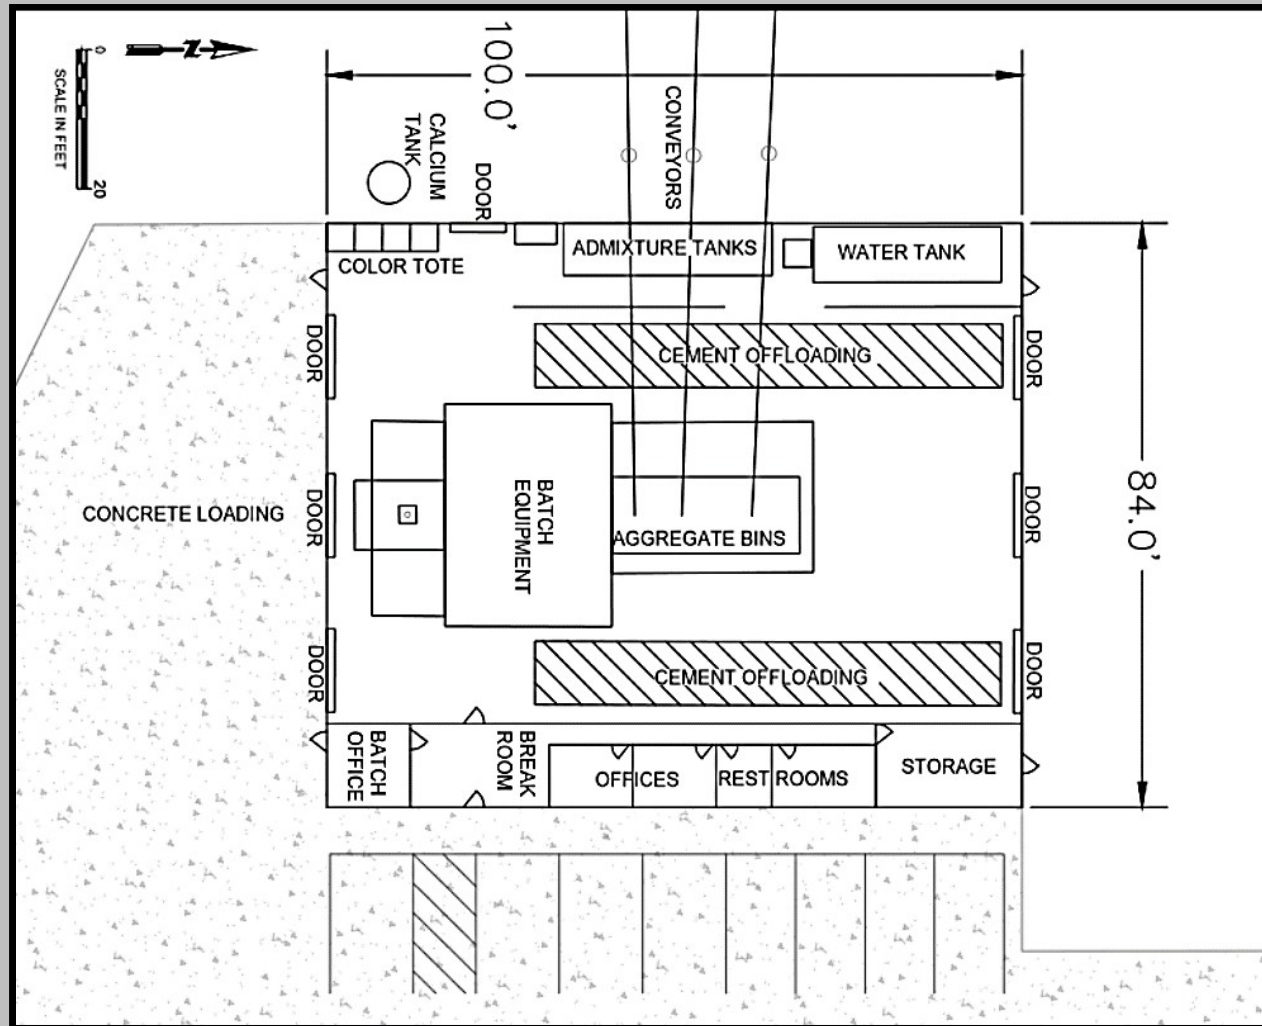 N
0
20
SCALE IN FEET
100.0'
CALCIUM
TANK
DOOR
CONVEYORS
COLOR TOTE
ADMIXTURE TANKS
WATER TANK
DOOR
CEMENT OFFLOADING
DOOR
84.0'
CONCRETE LOADING
DOOR
BATCH
EQUIPMENT
AGGREGATE BINS
DOOR
DOOR
CEMENT OFFLOADING
DOOR
BATCH
OFFICE
BREAK
ROOM
OFFICES
REST ROOMS
STORAGE